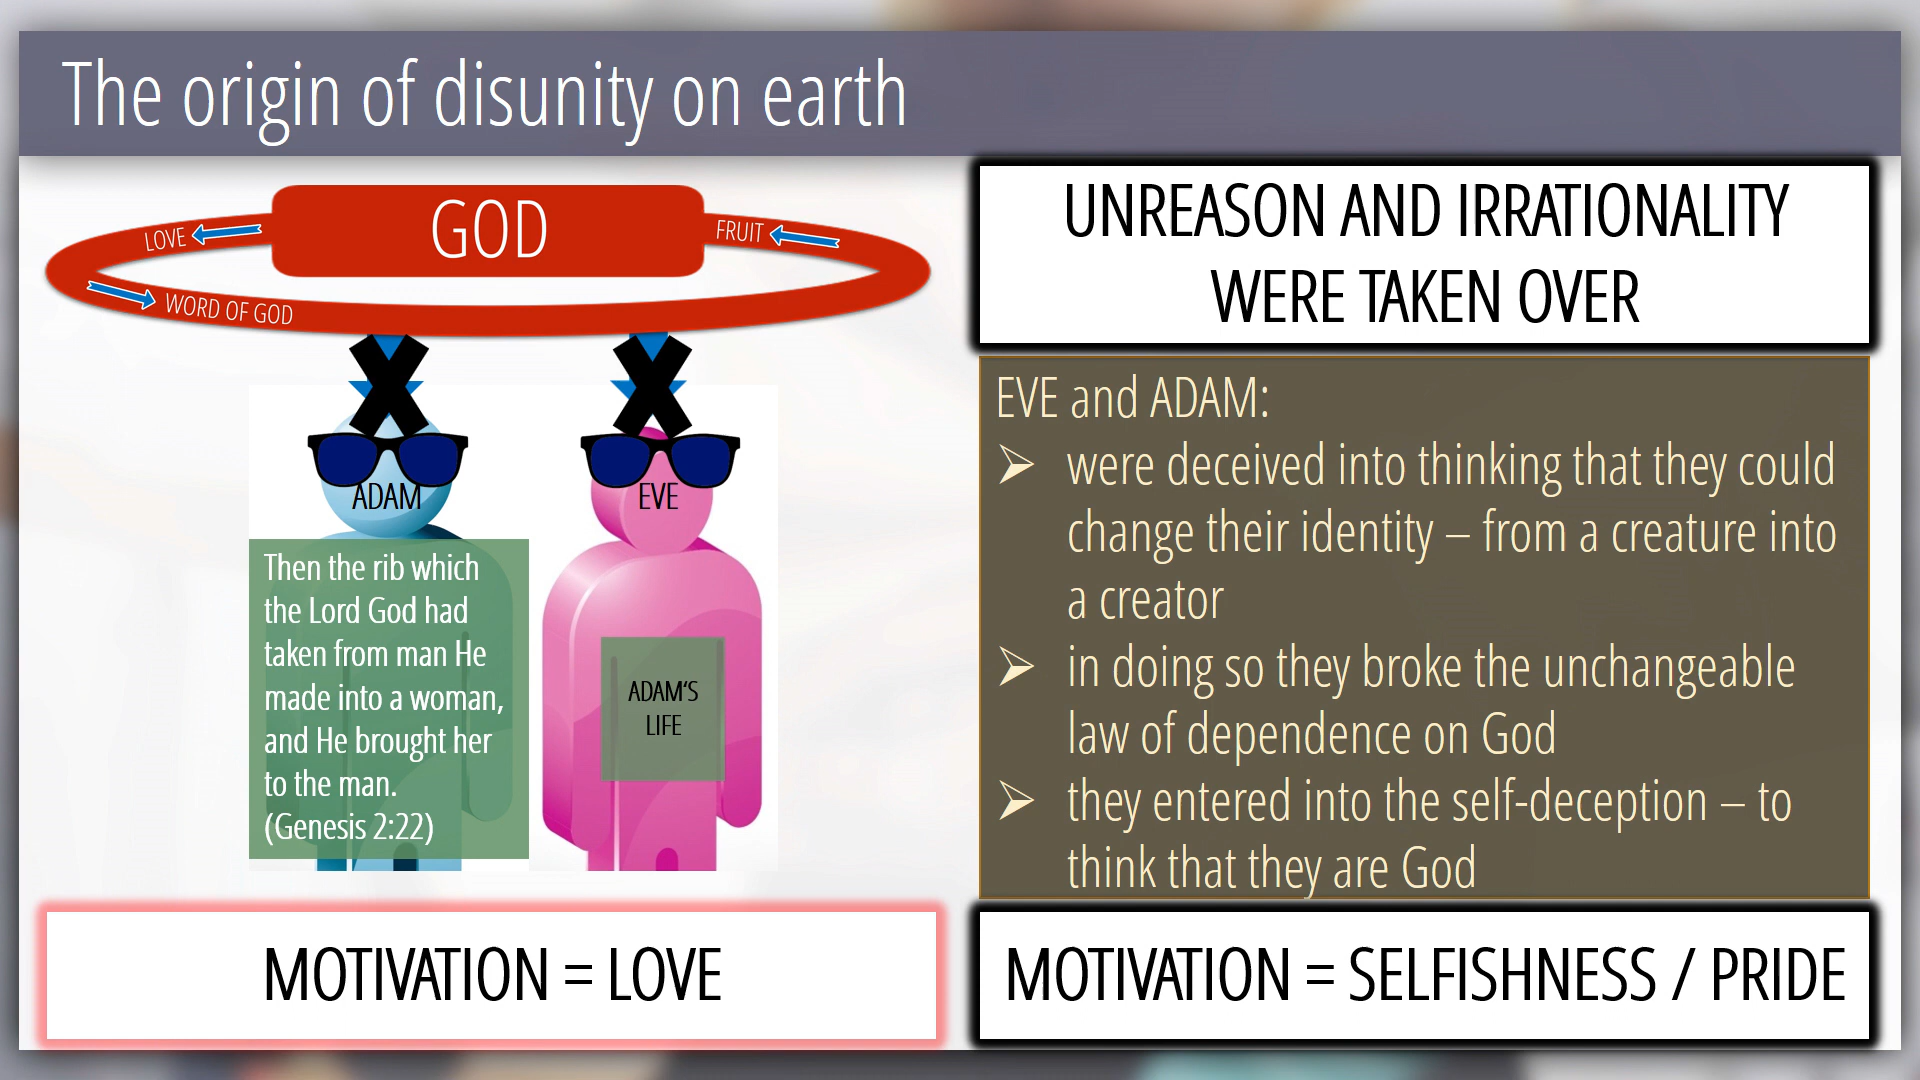 The origin of disunity on earth
GOD
LOVE
FRUIT
WORD OF GOD
ADAM
EVE
Then the rib which
the Lord God had
taken from man He
made into a woman,
and He brought her
to the man.
(Genesis 2:22)
ADAM'S
LIFE
MOTIVATION = LOVE
UNREASON AND IRRATIONALITY
WERE TAKEN OVER
EVE and ADAM:
➢ were deceived into thinking that they could
change their identity – from a creature into
a creator
➢ in doing so they broke the unchangeable
law of dependence on God
➢ they entered into the self-deception – to
think that they are God
MOTIVATION = SELFISHNESS / PRIDE